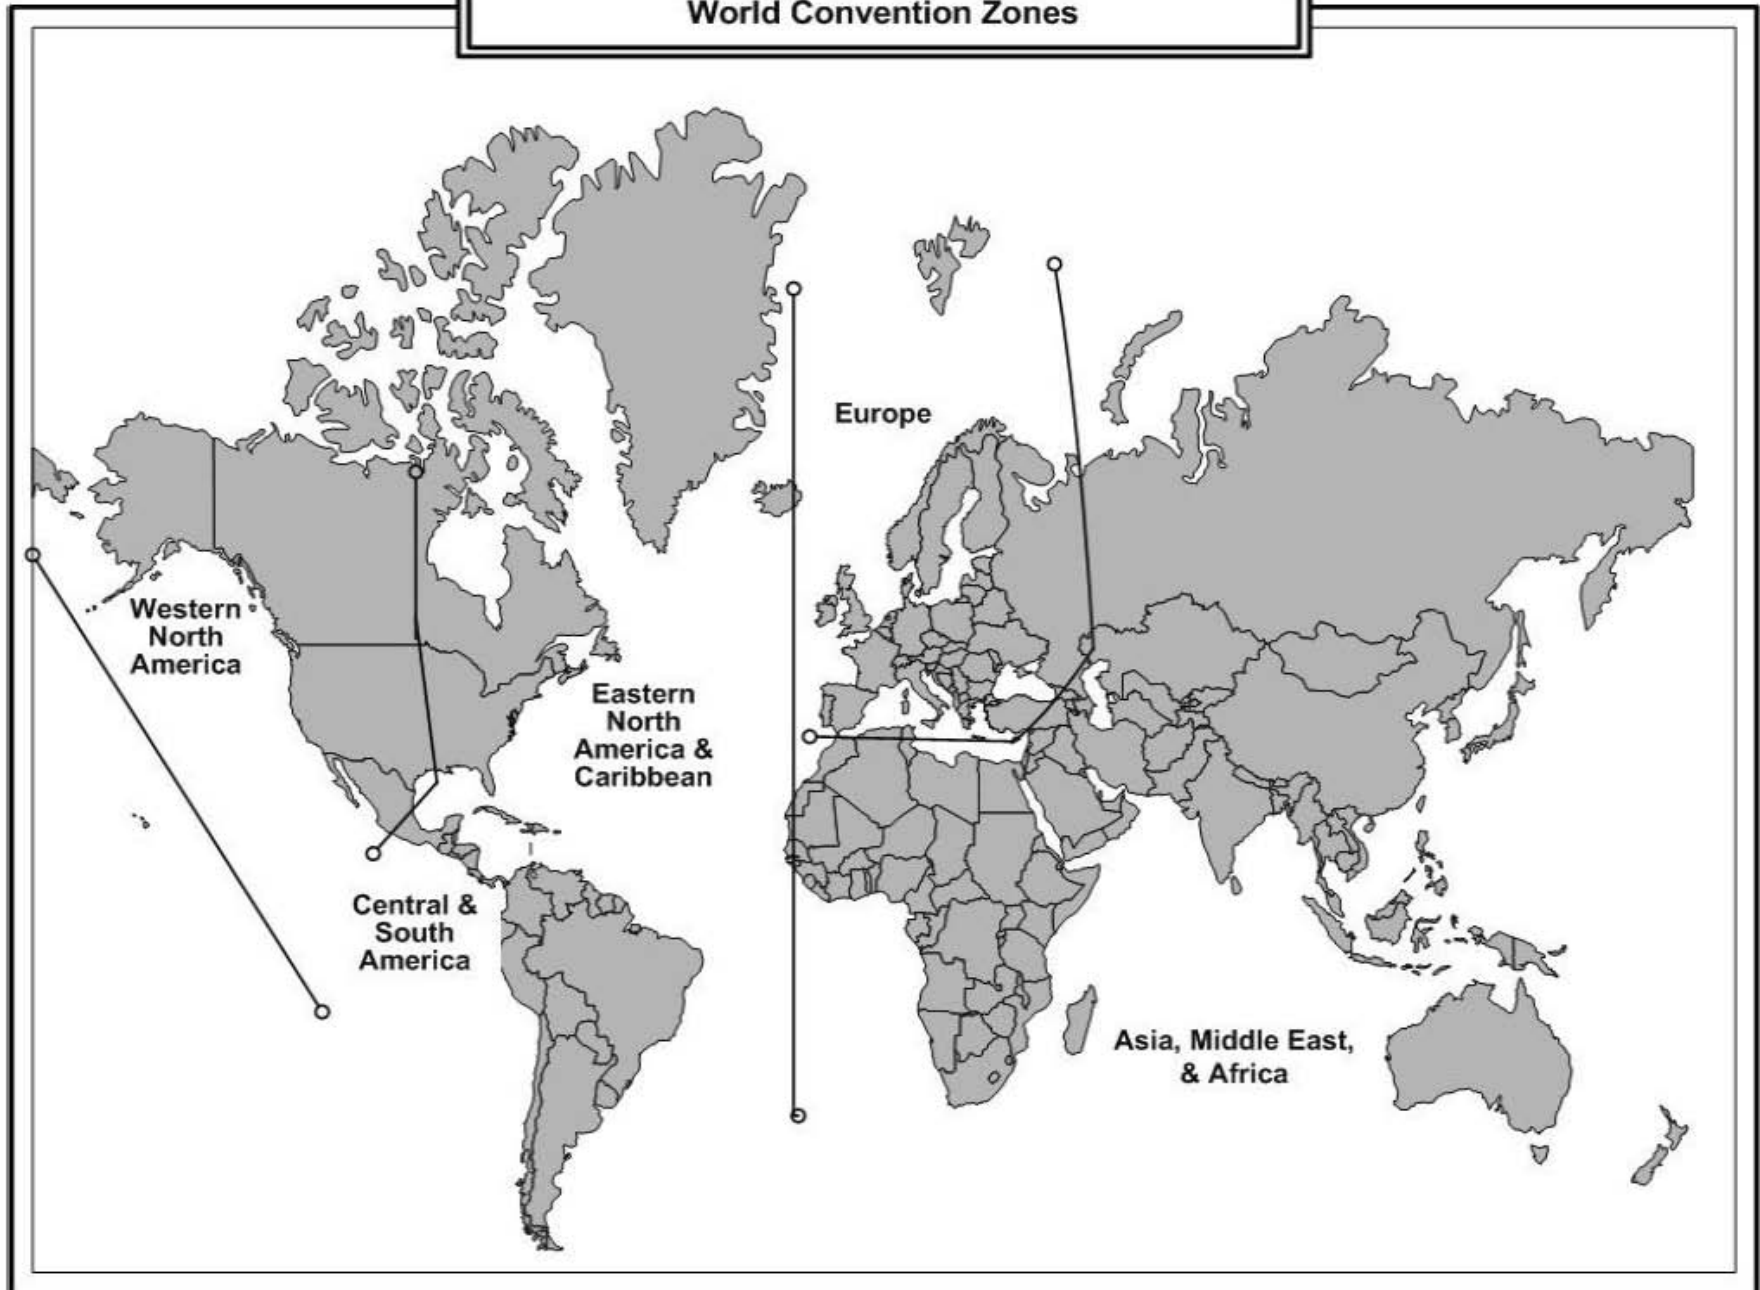 World Convention Zones
Europe
Western
North
America
Eastern
North
America &
Caribbean
Central &
South
America
Asia, Middle East,
& Africa